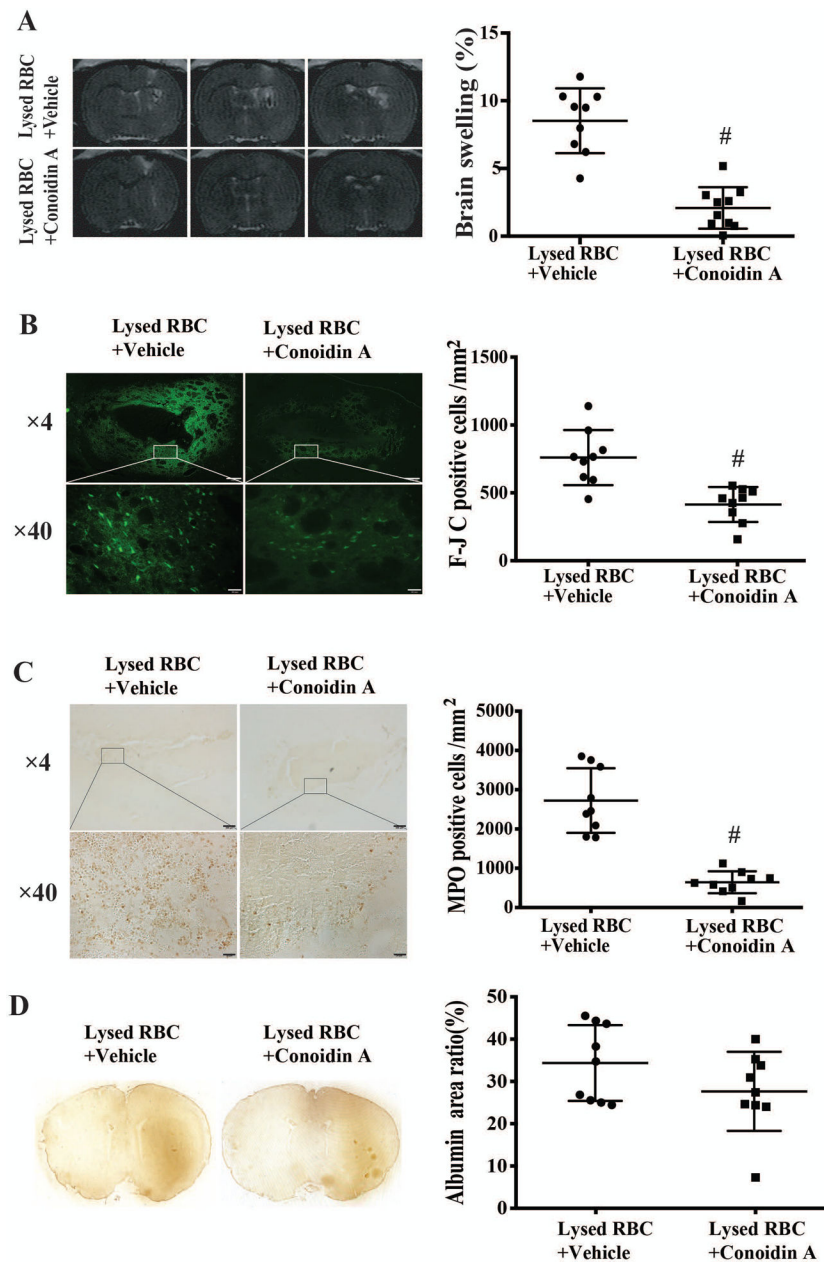 A
Lysed RBC
+Vehicle
Lysed RBC
+Conoidin A
Brain swelling (%)
15
10
5
0
#
Lysed RBC
+Vehicle
Lysed RBC
+Conoidin A
B
Lysed RBC
+Vehicle
Lysed RBC
+Conoidin A
×4
×40
F-J C positive cells /mm²
1500
1000
500
0
#
Lysed RBC
+Vehicle
Lysed RBC
+Conoidin A
C
Lysed RBC
+Vehicle
Lysed RBC
+Conoidin A
×4
×40
MPO positive cells /mm²
5000
4000
3000
2000
1000
0
#
Lysed RBC
+Vehicle
Lysed RBC
+Conoidin A
D
Lysed RBC
+Vehicle
Lysed RBC
+Conoidin A
Albumin area ratio(%)
50
40
30
20
10
0
Lysed RBC
+Vehicle
Lysed RBC
+Conoidin A